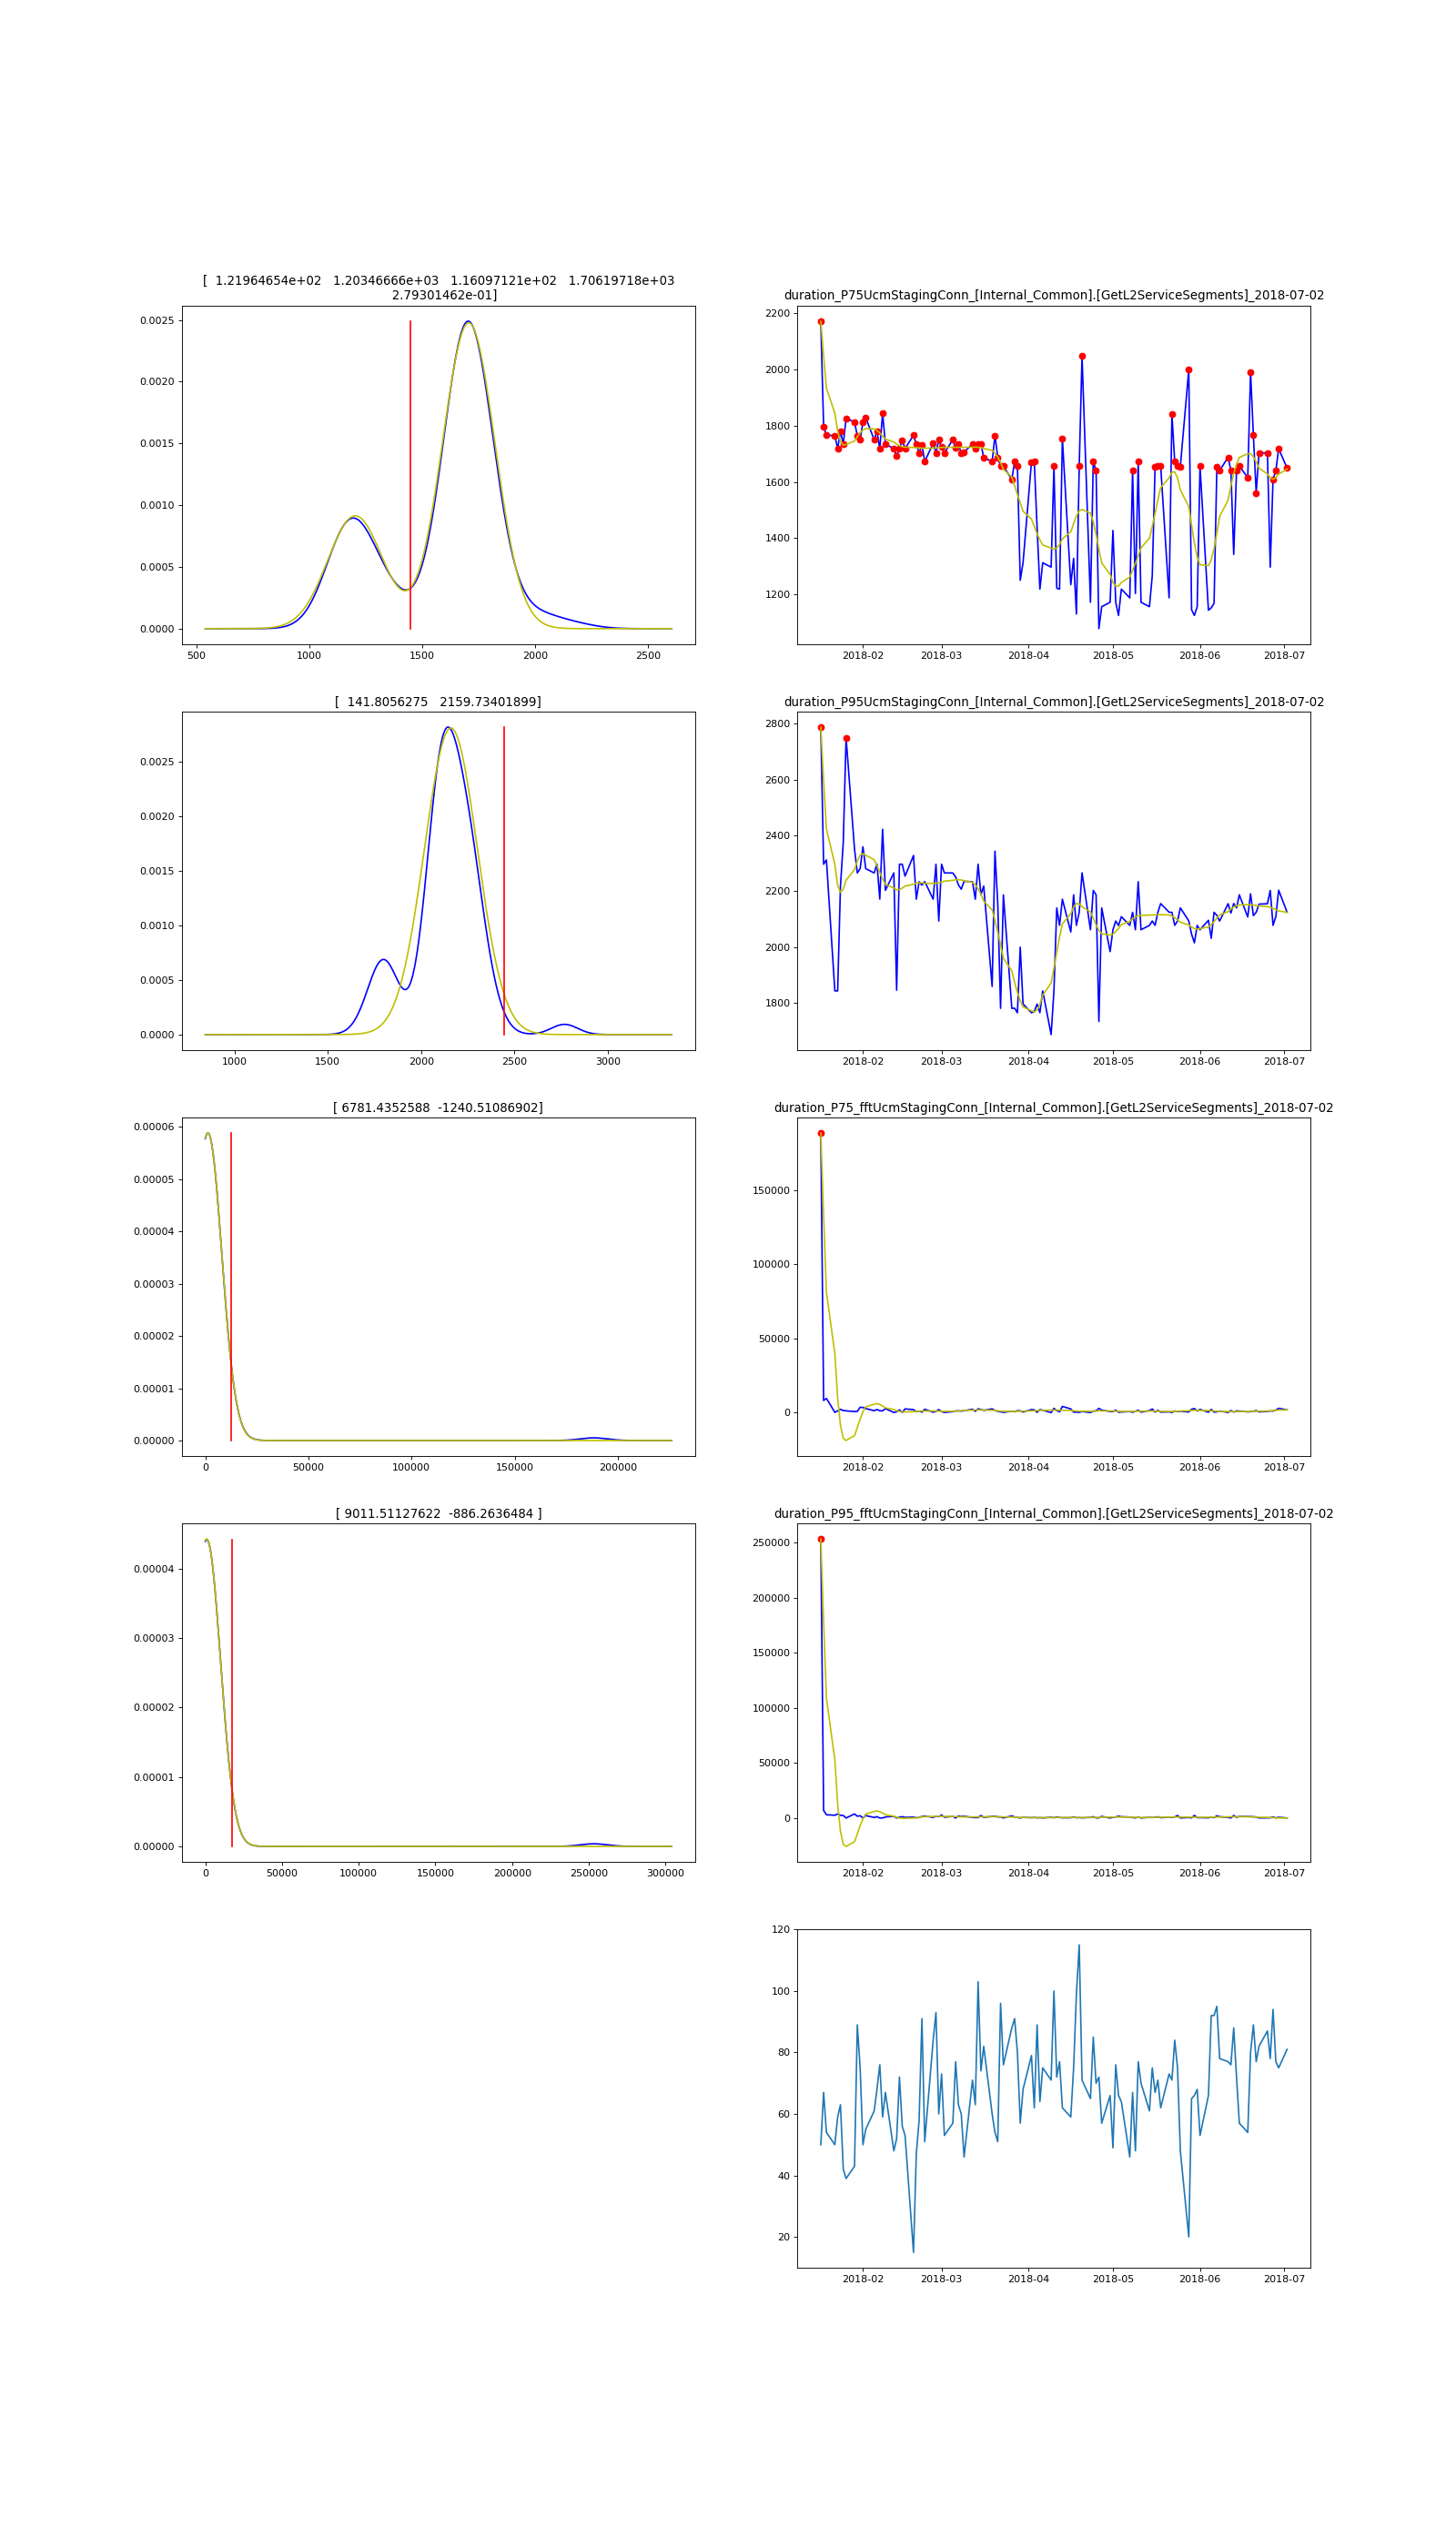 [  1.21964654e+02   1.20346666e+03   1.16097121e+02   1.70619718e+03
2.79301462e-01]
0.0025
0.0020
0.0015
0.0010
0.0005
0.0000
500 1000 1500 2000 2500
duration_P75UcmStagingConn_[Internal_Common].[GetL2ServiceSegments]_2018-07-02
2200
2000
1800
1600
1400
1200
2018-02 2018-03 2018-04 2018-05 2018-06 2018-07
[  141.8056275   2159.73401899]
0.0025
0.0020
0.0015
0.0010
0.0005
0.0000
1000 1500 2000 2500 3000
duration_P95UcmStagingConn_[Internal_Common].[GetL2ServiceSegments]_2018-07-02
2800
2600
2400
2200
2000
1800
2018-02 2018-03 2018-04 2018-05 2018-06 2018-07
[ 6781.4352588  -1240.51086902]
0.00006
0.00005
0.00004
0.00003
0.00002
0.00001
0.00000
0 50000 100000 150000 200000
duration_P75_fftUcmStagingConn_[Internal_Common].[GetL2ServiceSegments]_2018-07-02
150000
100000
50000
0
2018-02 2018-03 2018-04 2018-05 2018-06 2018-07
[ 9011.51127622  -886.2636484 ]
0.00004
0.00003
0.00002
0.00001
0.00000
0 50000 100000 150000 200000 250000 300000
duration_P95_fftUcmStagingConn_[Internal_Common].[GetL2ServiceSegments]_2018-07-02
250000
200000
150000
100000
50000
0
2018-02 2018-03 2018-04 2018-05 2018-06 2018-07
120
100
80
60
40
20
2018-02 2018-03 2018-04 2018-05 2018-06 2018-07